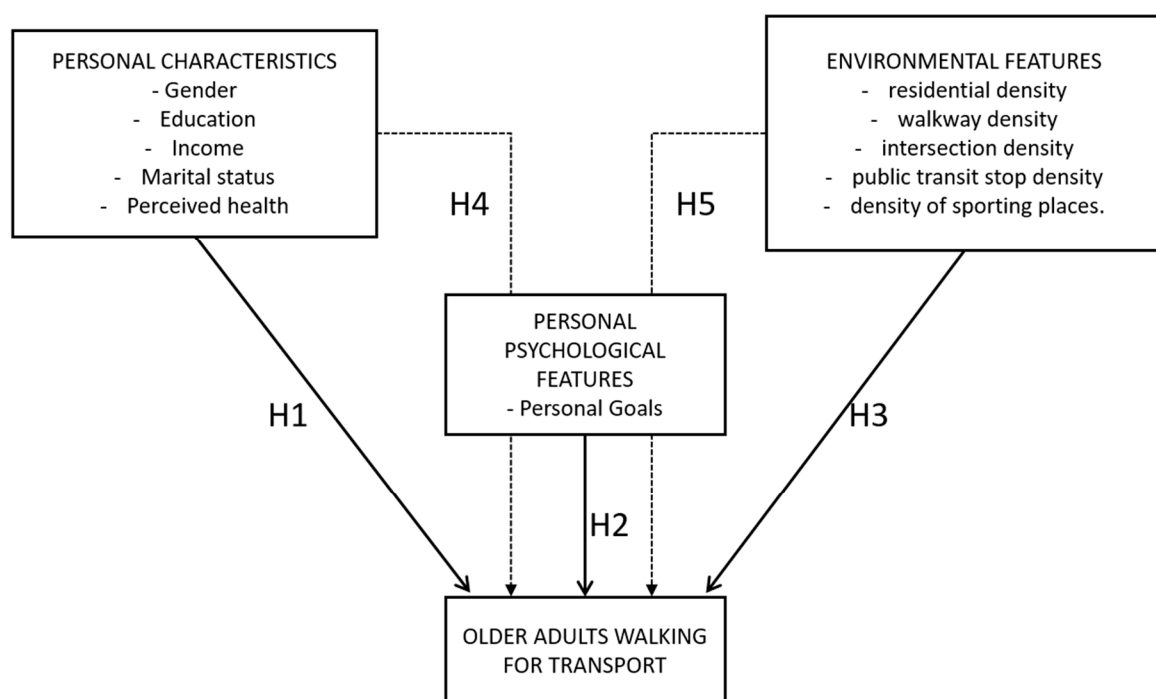 PERSONAL CHARACTERISTICS
- Gender
- Education
- Income
- Marital status
- Perceived health
ENVIRONMENTAL FEATURES
- residential density
- walkway density
- intersection density
- public transit stop density
- density of sporting places.
H4
H5
PERSONAL
PSYCHOLOGICAL
FEATURES
- Personal Goals
H1
H3
H2
OLDER ADULTS WALKING
FOR TRANSPORT